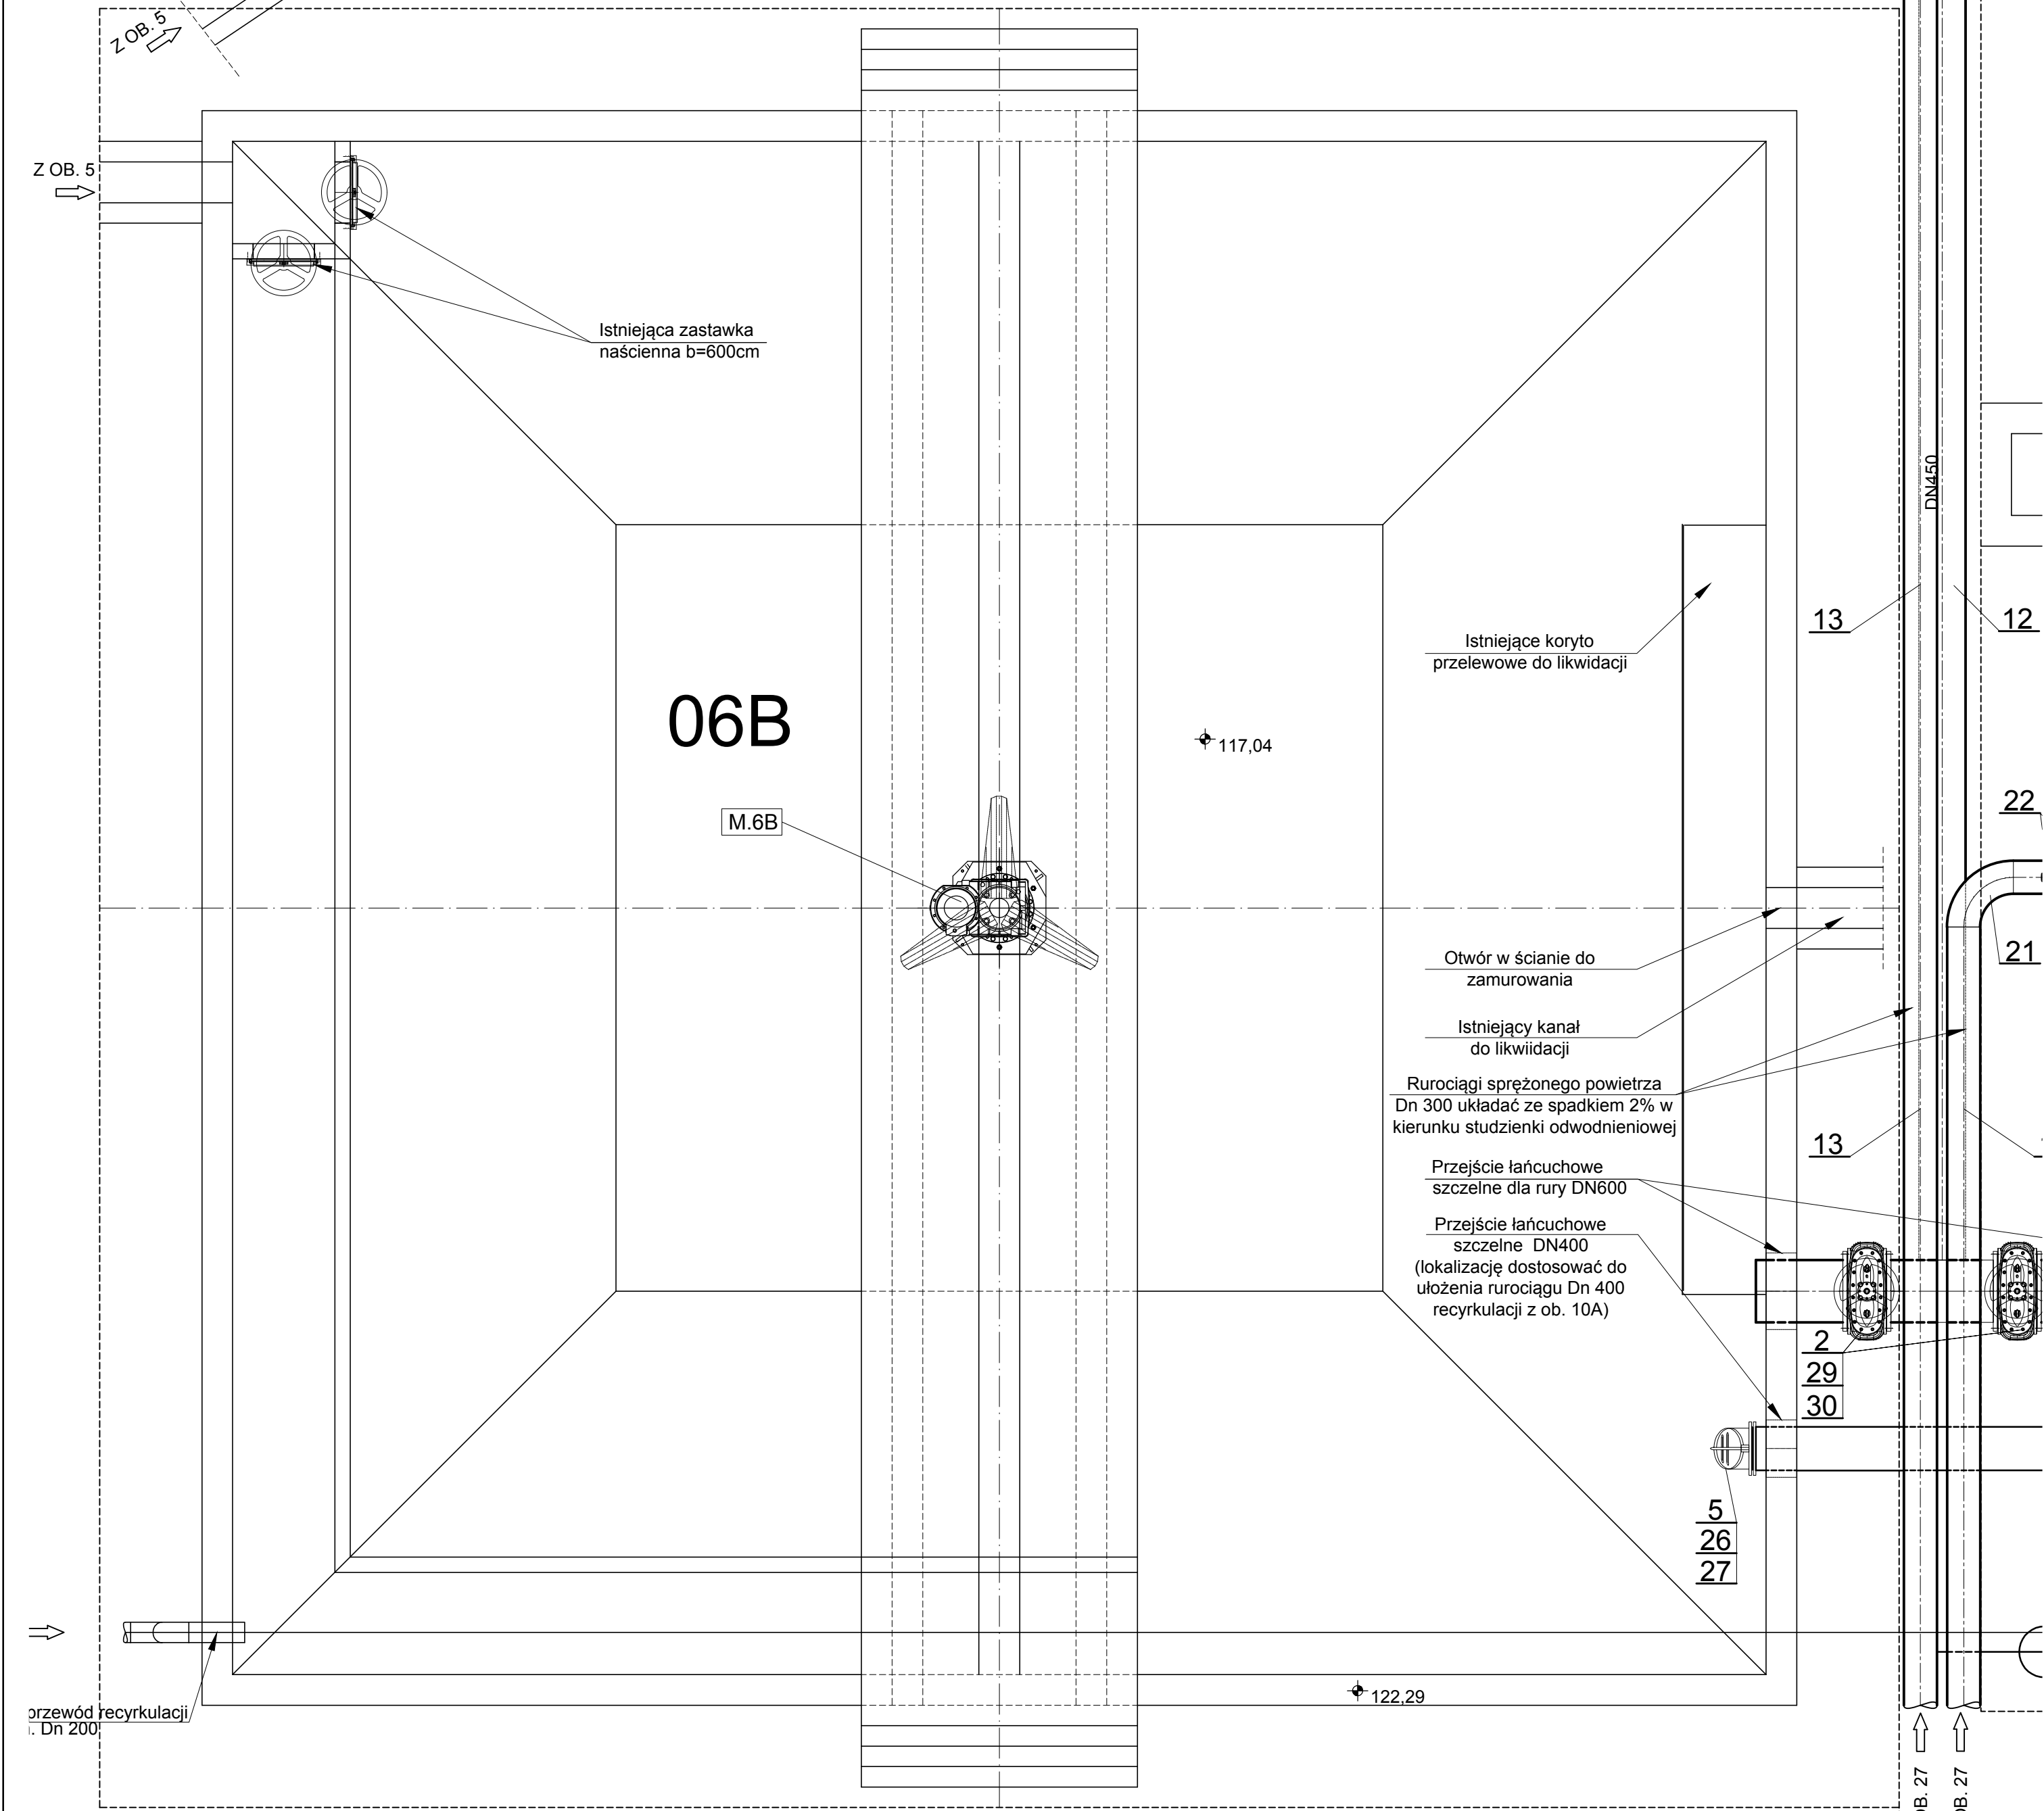 Z OB. 5
Z OB. 5
Istniejąca zastawka
naścienna b=600cm
DN450
13
12
Istniejące koryto
przelewowe do likwidacji
06B
117,04
22
M.6B
21
Otwór w ścianie do
zamurowania
Istniejący kanał
do likwiidacji
Rurociągi sprężonego powietrza
Dn 300 układać ze spadkiem 2% w
kierunku studzienki odwodnieniowej
13
Przejście łańcuchowe
szczelne dla rury DN600
Przejście łańcuchowe
szczelne DN400
(lokalizację dostosować do
ułożenia rurociągu Dn 400
recyrkulacji z ob. 10A)
2
29
30
5
26
27
122,29
przewód recyrkulacji
. Dn 200
OB. 27
OB. 27